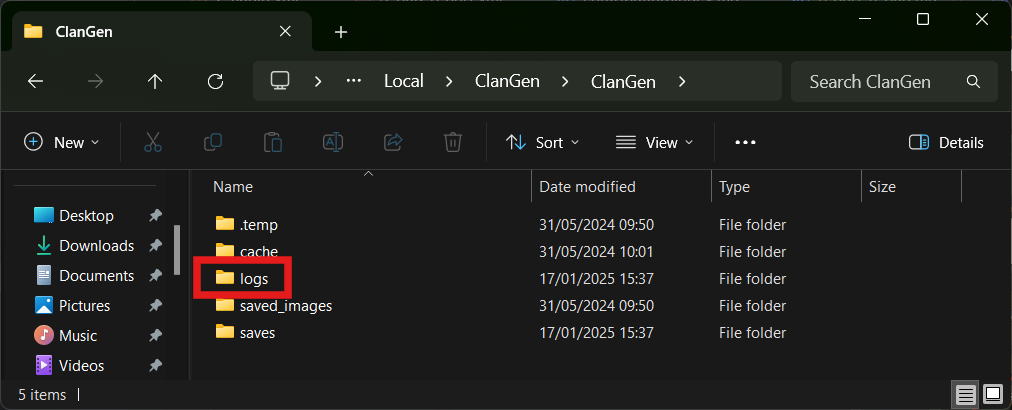 ClanGen
Local ClanGen ClanGen Search ClanGen
New Sort View Details
Name Date modified Type Size
Desktop
Downloads
Documents
Pictures
Music
Videos
.temp 31/05/2024 09:50 File folder
cache 31/05/2024 10:01 File folder
logs 17/01/2025 15:37 File folder
saved_images 31/05/2024 09:50 File folder
saves 17/01/2025 15:37 File folder
5 items